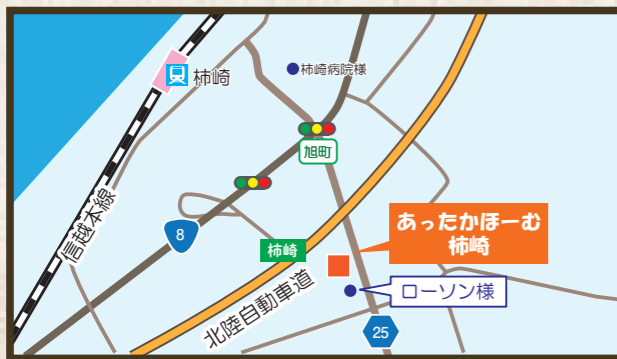 柿崎病院様
柿崎
旭町
信越本線
8
柿崎
あったかほーむ
柿崎
北陸自動車道
ローソン様
25